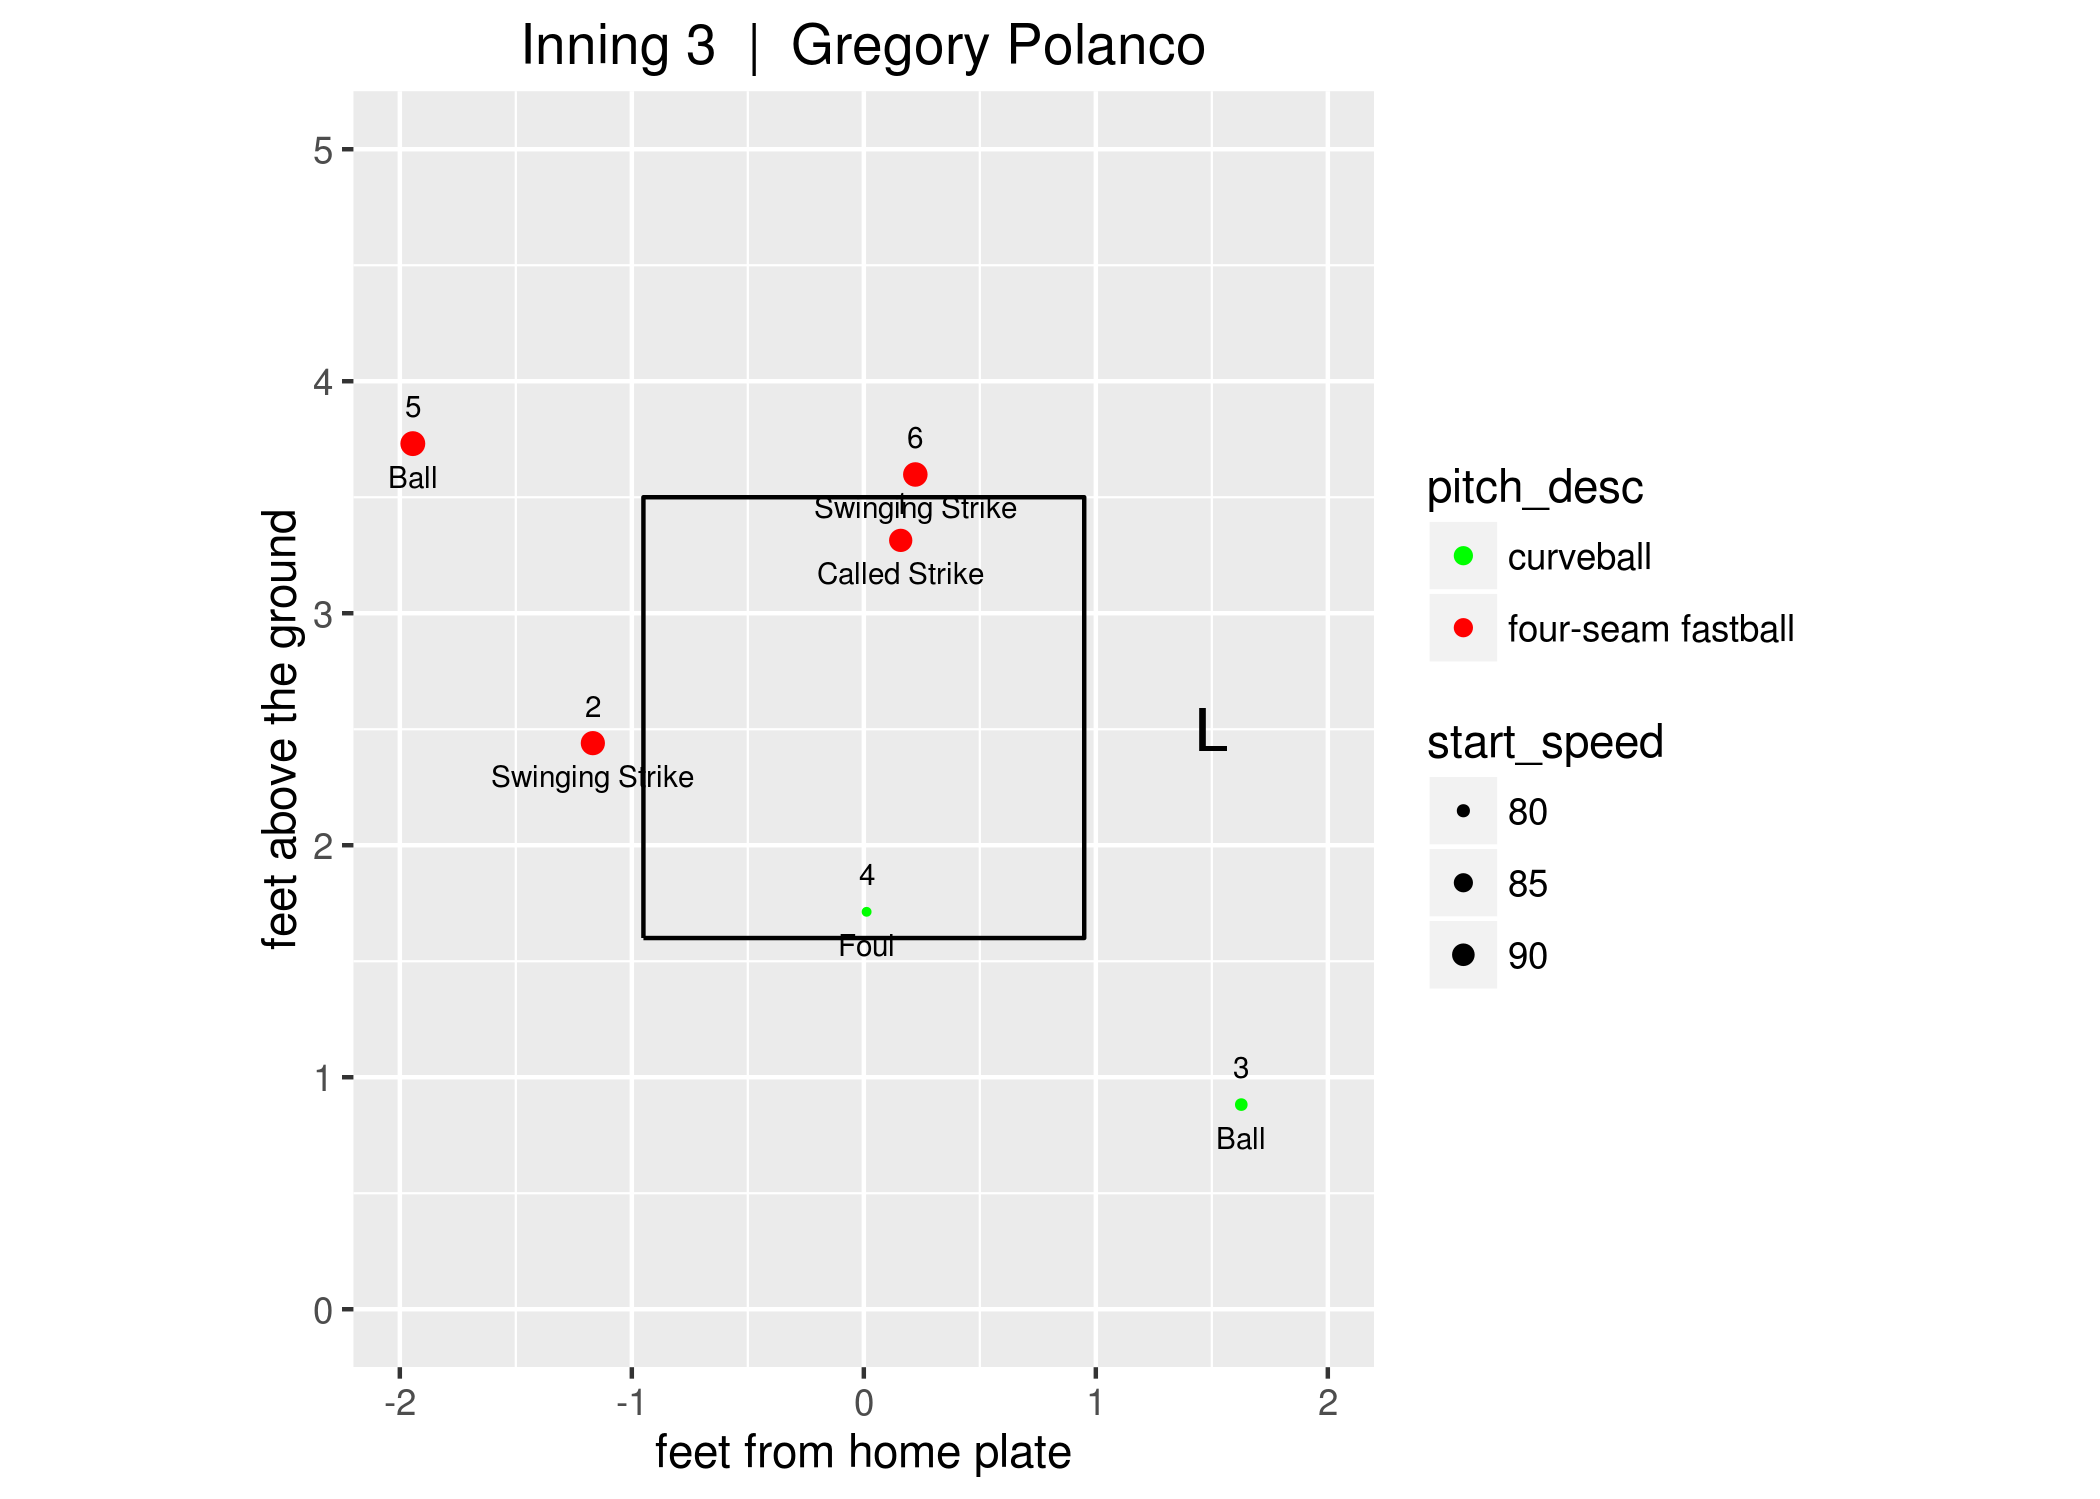 Inning 3 | Gregory Polanco
5
4
3
2
1
0
feet above the ground
5
Ball
6
Swinging Strike
1
Called Strike
2
Swinging Strike
L
4
Foul
3
Ball
-2
-1
0
1
2
feet from home plate
pitch_desc
curveball
four-seam fastball
start_speed
80
85
90